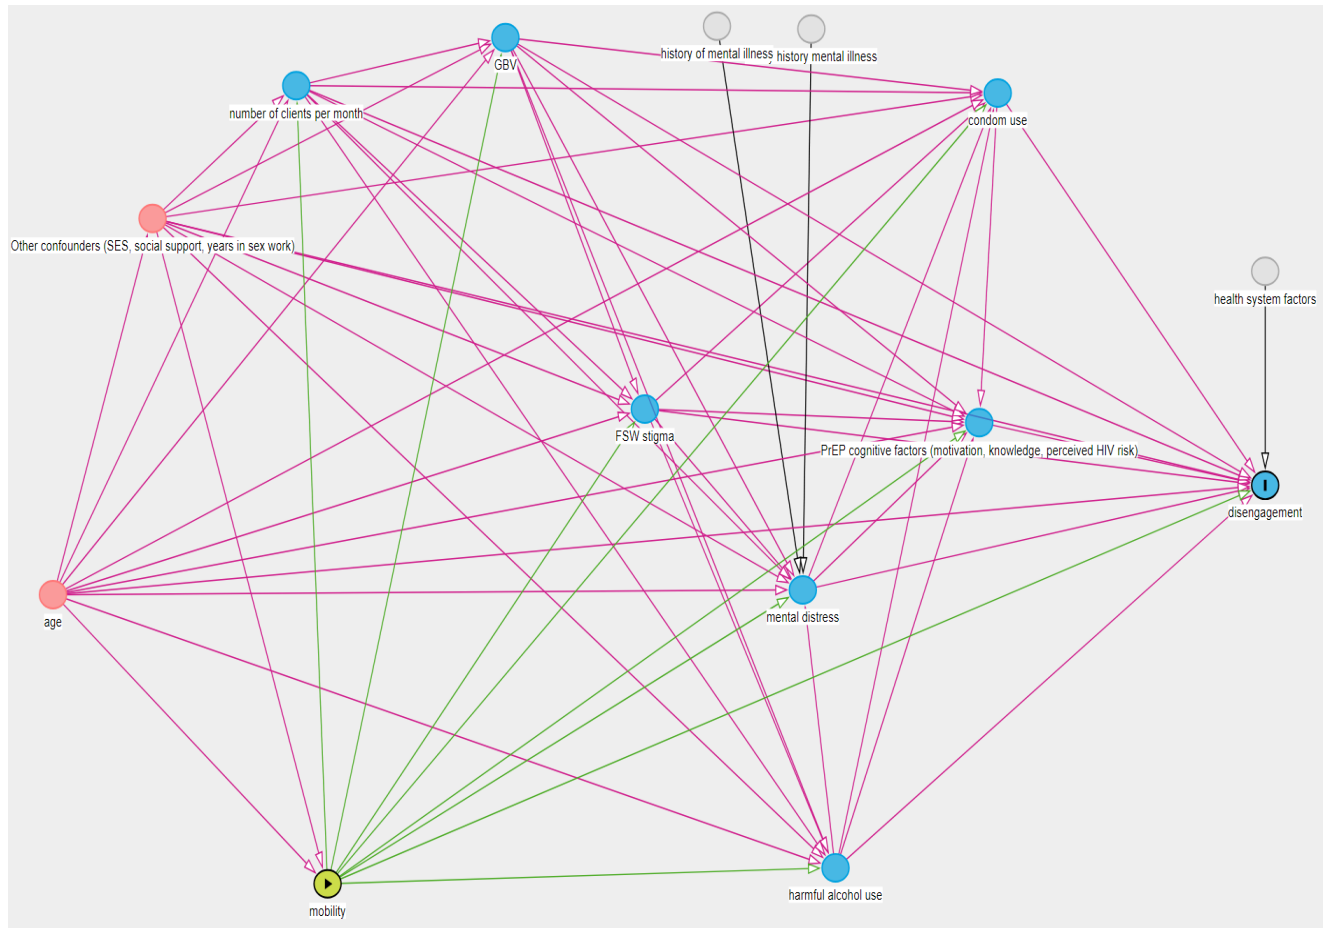 history of mental illness
history mental illness
GBV
number of clients per month
condom use
Other confounders (SES, social support, years in sex work)
health system factors
FSW stigma
PrEP cognitive factors (motivation, knowledge, perceived HIV risk)
disengagement
age
mental distress
harmful alcohol use
mobility